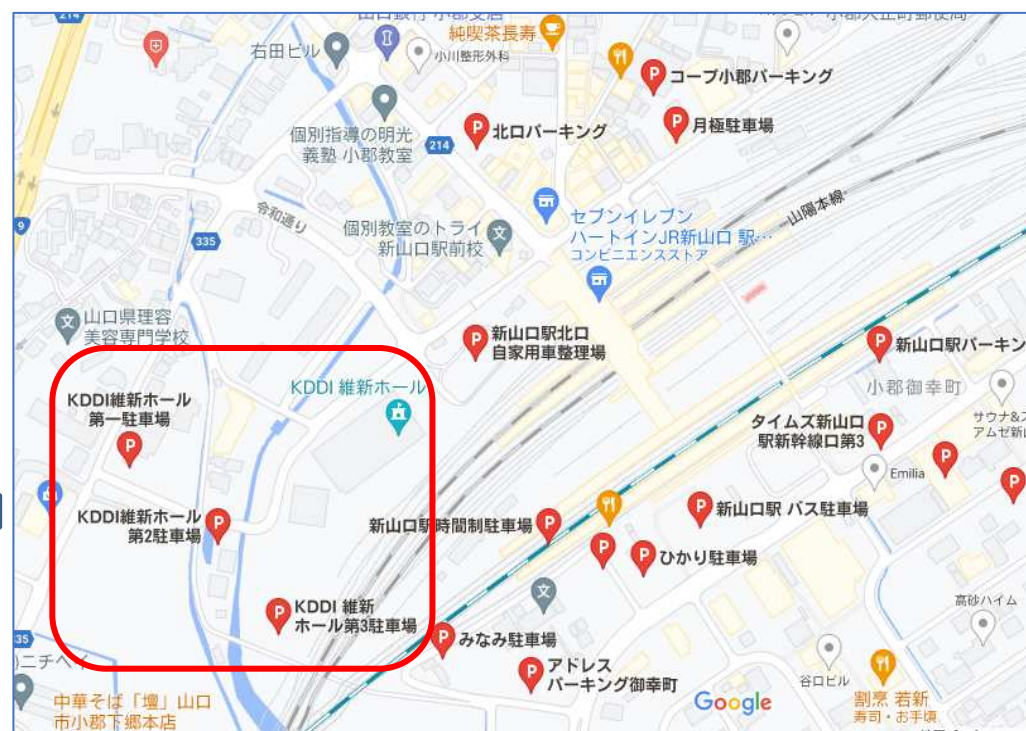 山口銀行 小郡支店
小郡大正町郵便局
純喫茶長寿
右田ビル
小川整形外科
コープ小郡パーキング
個別指導の明光
義塾 小郡教室
214
北口パーキング
月極駐車場
9
335
令和通り
個別教室のトライ
新山口駅前校
セブンイレブン
ハートインJR新山口 駅…
コンビニエンスストア
山陽本線
山口県理容
美容専門学校
新山口駅北口
自家用車整理場
新山口駅パーキン
KDDI 維新ホール
小郡御幸町
KDDI維新ホール
第一駐車場
サウナ&ス
アムゼ新山
タイムズ新山口
駅新幹線口第3
Emilia
KDDI維新ホール
第2駐車場
新山口駅時間制駐車場
新山口駅 バス駐車場
ひかり駐車場
KDDI 維新
ホール第3駐車場
高砂ハイム
みなみ駐車場
35
)ニチヘイ
アドレス
パーキング御幸町
谷口ビル
中華そば「壇」山口
市小郡下郷本店
Google
割烹 若新
寿司・お手頃